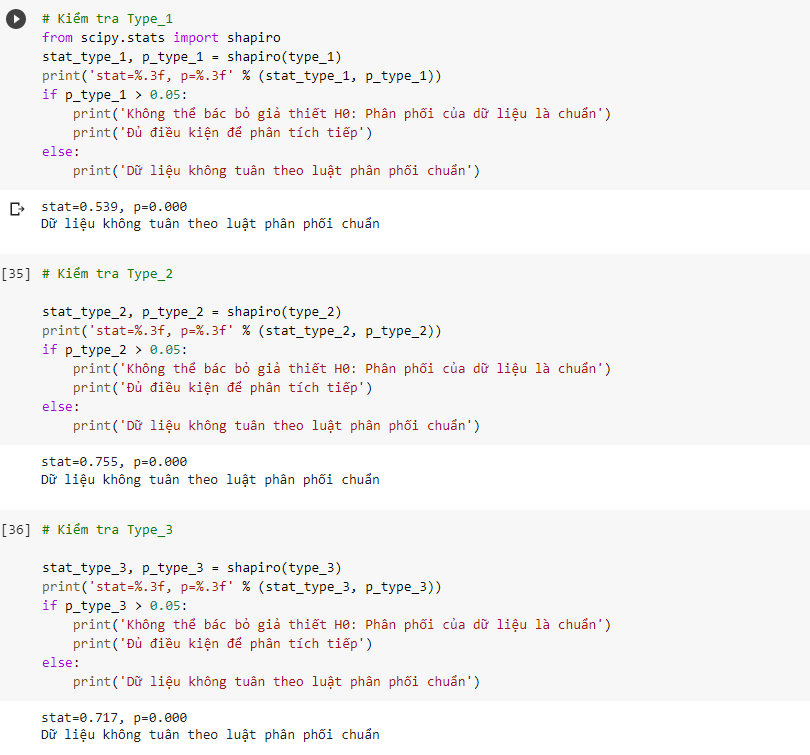 # Kiểm tra Type_1
from scipy.stats import shapiro
stat_type_1, p_type_1 = shapiro(type_1)
print('stat=%.3f, p=%.3f' % (stat_type_1, p_type_1))
if p_type_1 > 0.05:
    print('Không thể bác bỏ giả thiết H0: Phân phối của dữ liệu là chuẩn')
    print('Đủ điều kiện để phân tích tiếp')
else:
    print('Dữ liệu không tuân theo luật phân phối chuẩn')
stat=0.539, p=0.000
Dữ liệu không tuân theo luật phân phối chuẩn
[35] # Kiểm tra Type_2
stat_type_2, p_type_2 = shapiro(type_2)
print('stat=%.3f, p=%.3f' % (stat_type_2, p_type_2))
if p_type_2 > 0.05:
    print('Không thể bác bỏ giả thiết H0: Phân phối của dữ liệu là chuẩn')
    print('Đủ điều kiện để phân tích tiếp')
else:
    print('Dữ liệu không tuân theo luật phân phối chuẩn')
stat=0.755, p=0.000
Dữ liệu không tuân theo luật phân phối chuẩn
[36] # Kiểm tra Type_3
stat_type_3, p_type_3 = shapiro(type_3)
print('stat=%.3f, p=%.3f' % (stat_type_3, p_type_3))
if p_type_3 > 0.05:
    print('Không thể bác bỏ giả thiết H0: Phân phối của dữ liệu là chuẩn')
    print('Đủ điều kiện để phân tích tiếp')
else:
    print('Dữ liệu không tuân theo luật phân phối chuẩn')
stat=0.717, p=0.000
Dữ liệu không tuân theo luật phân phối chuẩn